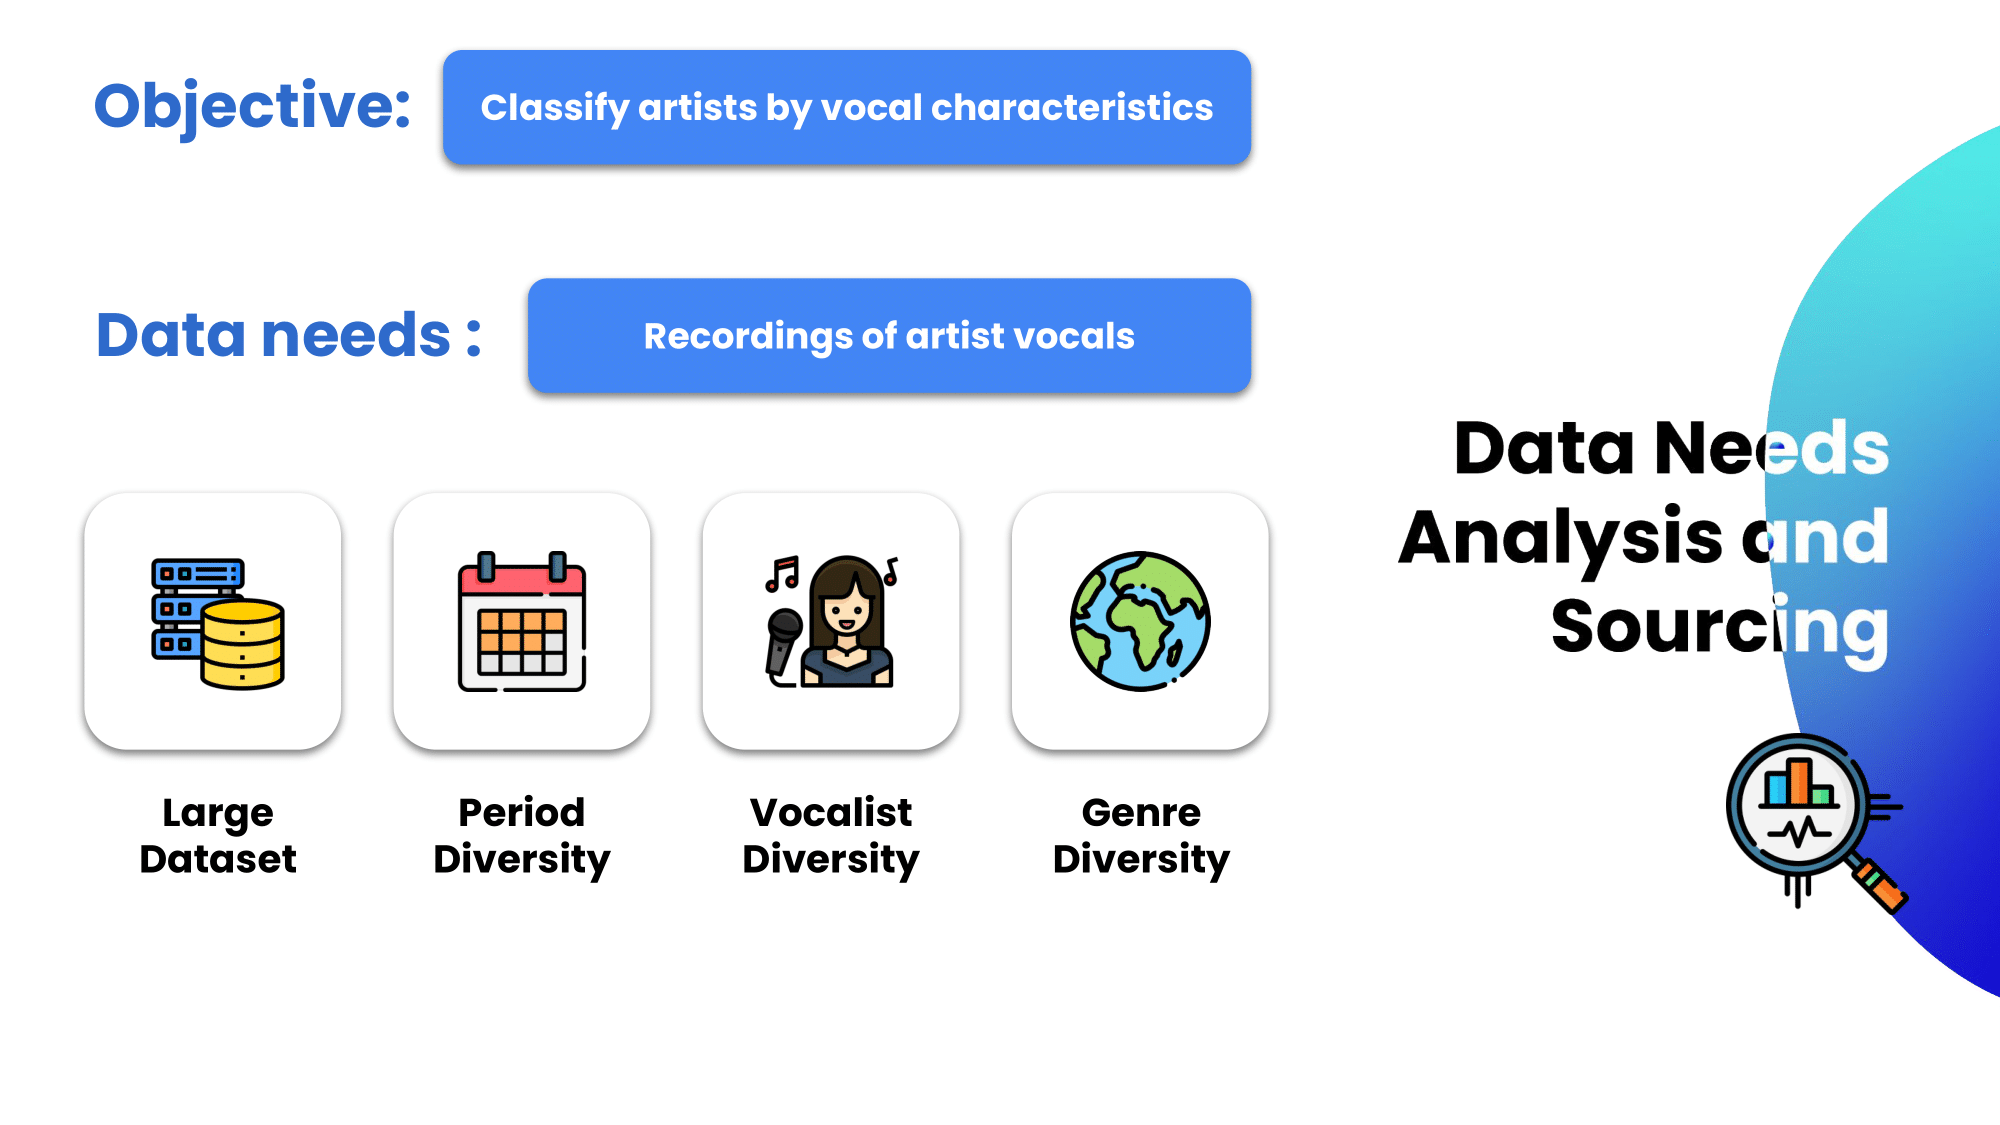 Objective:
Classify artists by vocal characteristics
Data needs :
Recordings of artist vocals
Large
Dataset
Period
Diversity
Vocalist
Diversity
Genre
Diversity
Data Needs
Analysis and
Sourcing